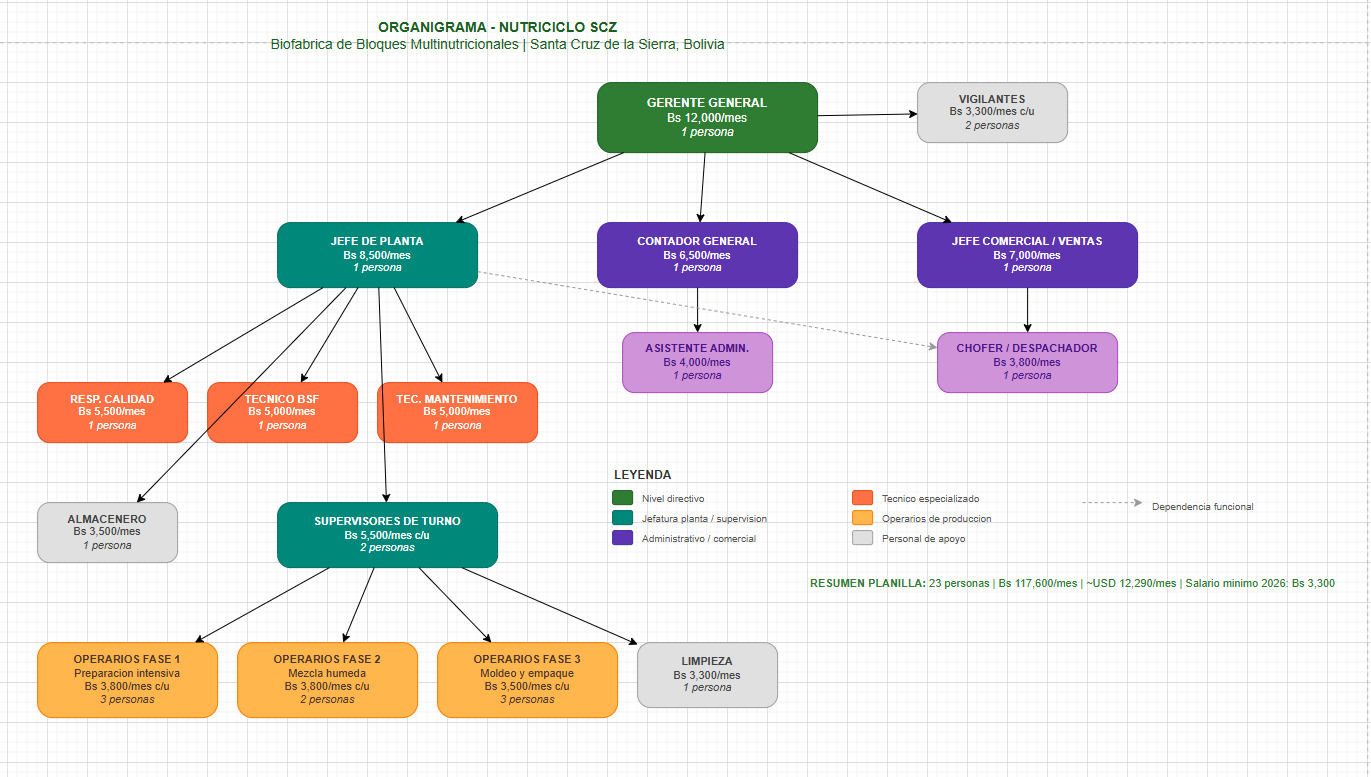 ORGANIGRAMA - NUTRICICLO SCZ
Biofabrica de Bloques Multinutricionales | Santa Cruz de la Sierra, Bolivia
GERENTE GENERAL
Bs 12,000/mes
1 persona
VIGILANTES
Bs 3,300/mes c/u
2 personas
JEFE DE PLANTA
Bs 8,500/mes
1 persona
CONTADOR GENERAL
Bs 6,500/mes
1 persona
JEFE COMERCIAL / VENTAS
Bs 7,000/mes
1 persona
ASISTENTE ADMIN.
Bs 4,000/mes
1 persona
CHOFER / DESPACHADOR
Bs 3,800/mes
1 persona
RESP. CALIDAD
Bs 5,500/mes
1 persona
TECNICO BSF
Bs 5,000/mes
1 persona
TEC. MANTENIMIENTO
Bs 5,000/mes
1 persona
ALMACENERO
Bs 3,500/mes
1 persona
SUPERVISORES DE TURNO
Bs 5,500/mes c/u
2 personas
LEYENDA
Nivel directivo
Jefatura planta / supervision
Administrativo / comercial
Tecnico especializado
Operarios de produccion
Personal de apoyo
Dependencia funcional
RESUMEN PLANILLA: 23 personas | Bs 117,600/mes | ~USD 12,290/mes | Salario minimo 2026: Bs 3,300
OPERARIOS FASE 1
Preparacion intensiva
Bs 3,800/mes c/u
3 personas
OPERARIOS FASE 2
Mezcla humeda
Bs 3,800/mes c/u
2 personas
OPERARIOS FASE 3
Moldeo y empaque
Bs 3,500/mes c/u
3 personas
LIMPIEZA
Bs 3,300/mes
1 persona